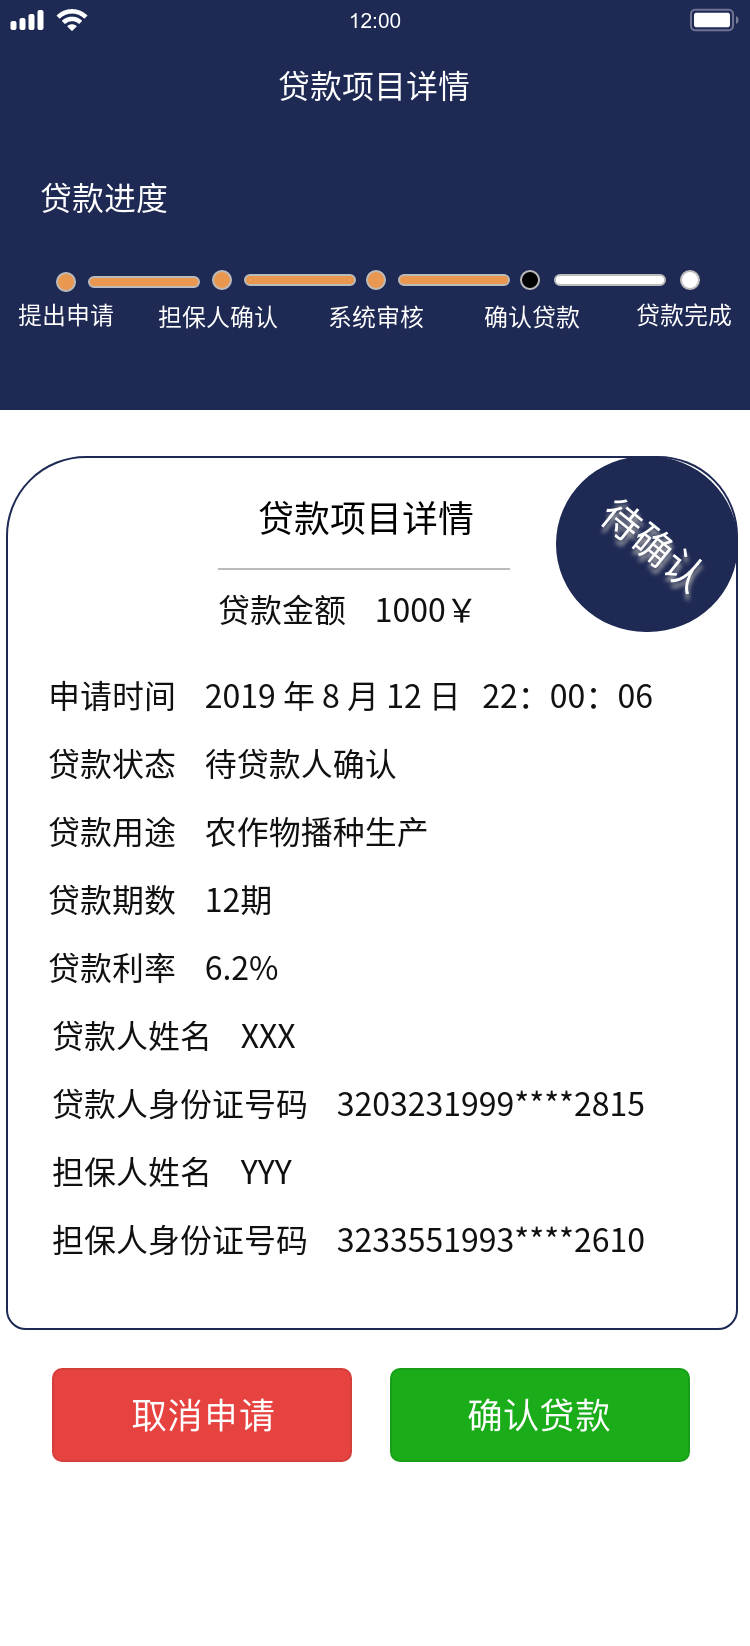 12:00
贷款项目详情
贷款进度
提出申请 担保人确认 系统审核 确认贷款 贷款完成
待确认
贷款项目详情
贷款金额 1000￥
申请时间 2019 年 8 月 12 日 22：00：06
贷款状态 待贷款人确认
贷款用途 农作物播种生产
贷款期数 12期
贷款利率 6.2%
贷款人姓名 XXX
贷款人身份证号码 3203231999****2815
担保人姓名 YYY
担保人身份证号码 3233551993****2610
取消申请 确认贷款